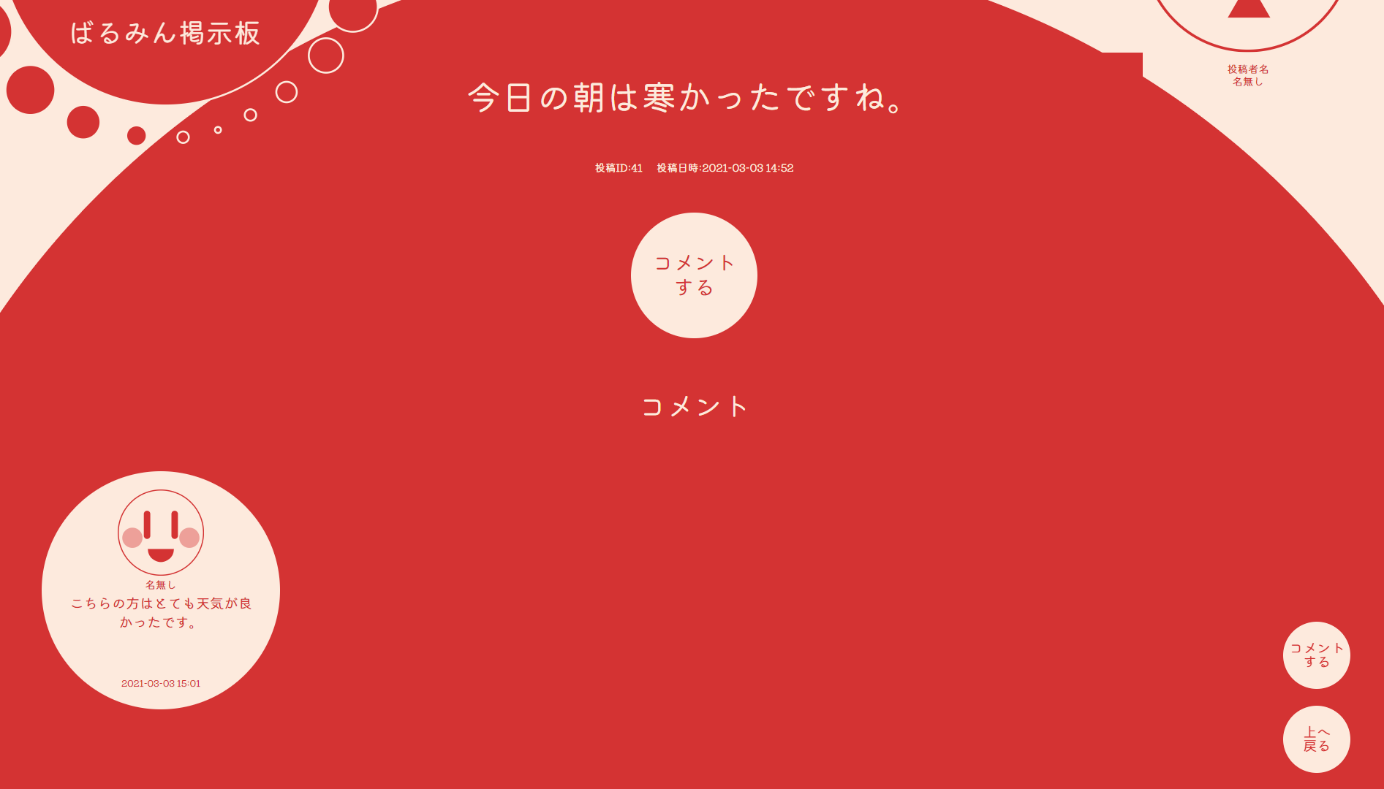 ばるみん掲示板
投稿者名
名無し
今日の朝は寒かったですね。
投稿ID:41 投稿日時:2021-03-03 14:52
コメント
する
コメント
名無し
こちらの方はとても天気が良
かったです。
2021-03-03 15:01
コメント
する
上へ
戻る